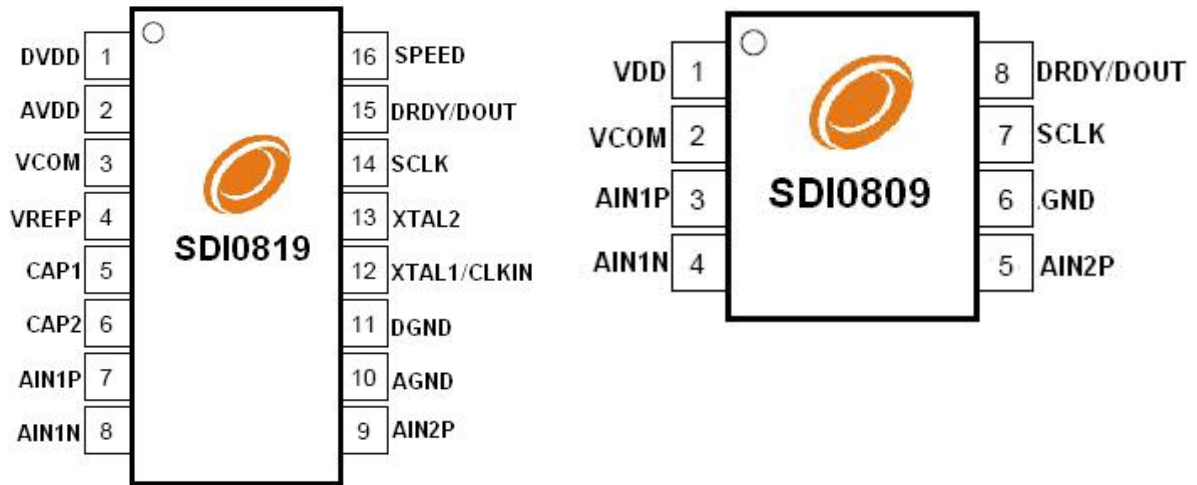 DVDD 1
AVDD 2
VCOM 3
VREFP 4
CAP1 5
CAP2 6
AIN1P 7
AIN1N 8
SDI0819
16 SPEED
15 DRDY/DOUT
14 SCLK
13 XTAL2
12 XTAL1/CLKIN
11 DGND
10 AGND
9 AIN2P
VDD 1
VCOM 2
AIN1P 3
AIN1N 4
SDI0809
8 DRDY/DOUT
7 SCLK
6 .GND
5 AIN2P